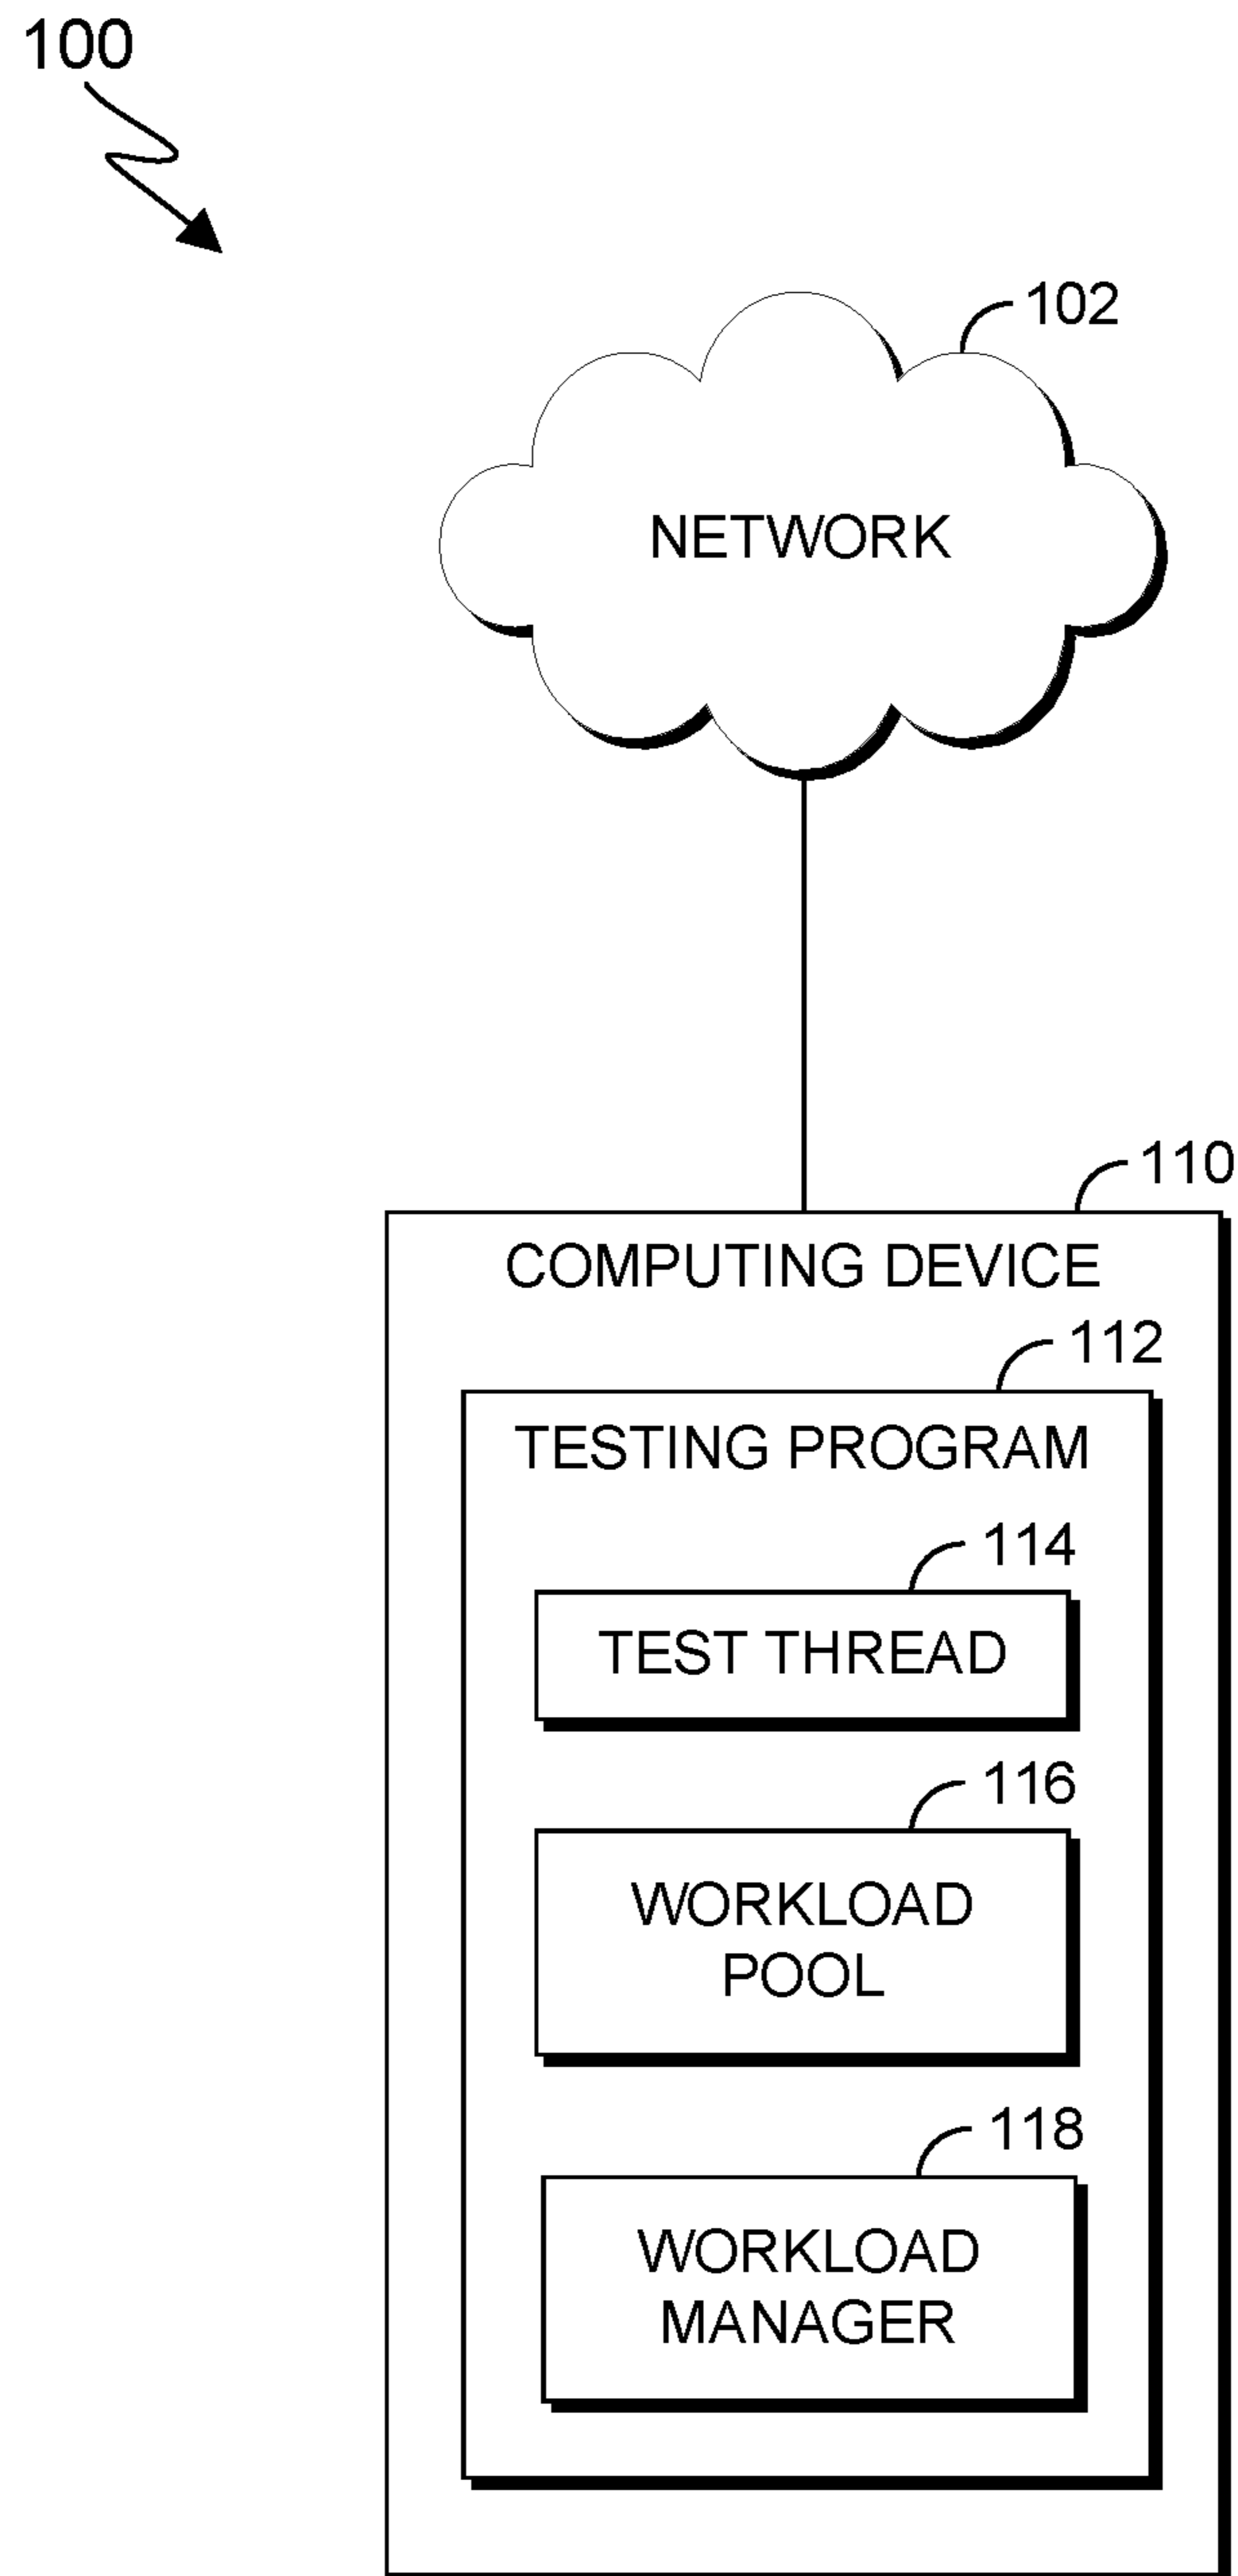 100
102
NETWORK
110
COMPUTING DEVICE
112
TESTING PROGRAM
114
TEST THREAD
116
WORKLOAD
POOL
118
WORKLOAD
MANAGER